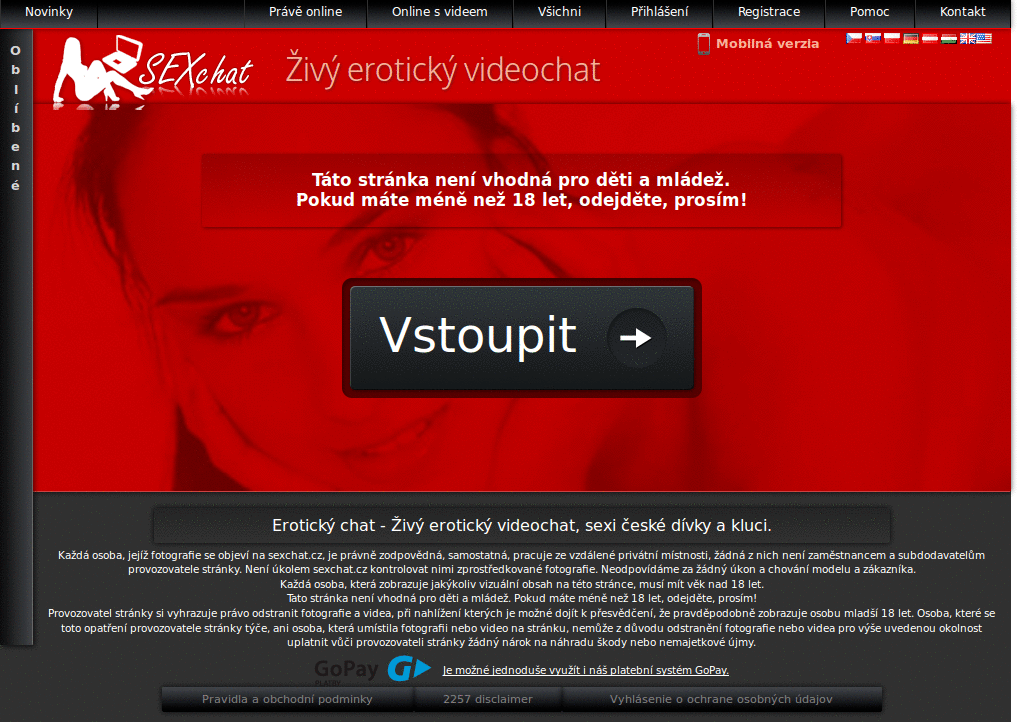 Novinky
Právě online
Online s videem
Všichni
Přihlášení
Registrace
Pomoc
Kontakt
Oblíbené
SEXchat
Živý erotický videochat
Mobilná verzia
Táto stránka není vhodná pro děti a mládež.
Pokud máte méně než 18 let, odejděte, prosím!
Vstoupit
Erotický chat - Živý erotický videochat, sexi české dívky a kluci.
Každá osoba, jejíž fotografie se objeví na sexchat.cz, je právně zodpovědná, samostatná, pracuje ze vzdálené privátní místnosti, žádná z nich není zaměstnancem a subdodavatelům
provozovatele stránky. Není úkolem sexchat.cz kontrolovat nimi zprostředkované fotografie. Neodpovídáme za žádný úkon a chování modelu a zákazníka.
Každá osoba, která zobrazuje jakýkoliv vizuální obsah na této stránce, musí mít věk nad 18 let.
Tato stránka není vhodná pro děti a mládež. Pokud máte méně než 18 let, odejděte, prosím!
Provozovatel stránky si vyhrazuje právo odstranit fotografie a videa, při nahlížení kterých je možné dojít k přesvědčení, že pravděpodobně zobrazuje osobu mladší 18 let. Osoba, které se
toto opatření provozovatele stránky týče, ani osoba, která umístila fotografii nebo video na stránku, nemůže z důvodu odstranění fotografie nebo videa pro výše uvedenou okolnost
uplatnit vůči provozovateli stránky žádný nárok na náhradu škody nebo nemajetkové újmy.
GoPay
PLATBY
Je možné jednoduše využít i náš platební systém GoPay.
Pravidla a obchodní podminky
2257 disclaimer
Vyhlásenie o ochrane osobných údajov